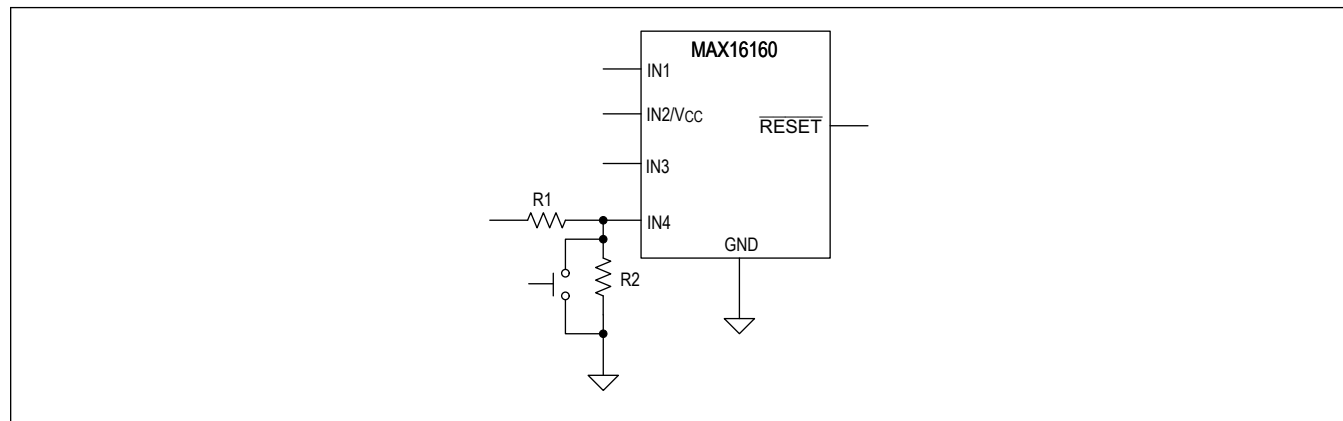 MAX16160
IN1
IN2/VCC
RESET
IN3
R1
IN4
GND
R2